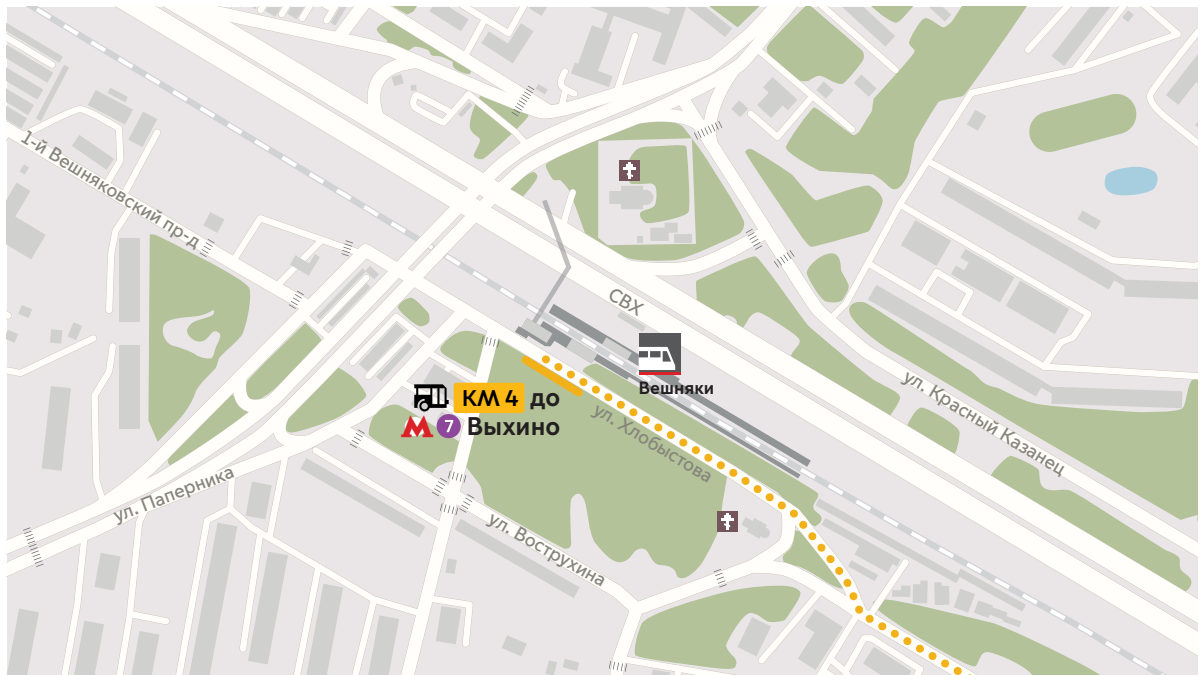 1-й Вешняковский пр-д
СВХ
Вешняки
ул. Красный Казанец
КМ 4 до
М 7 Выхино
ул. Хлобыстова
ул. Паперника
ул. Вострухина